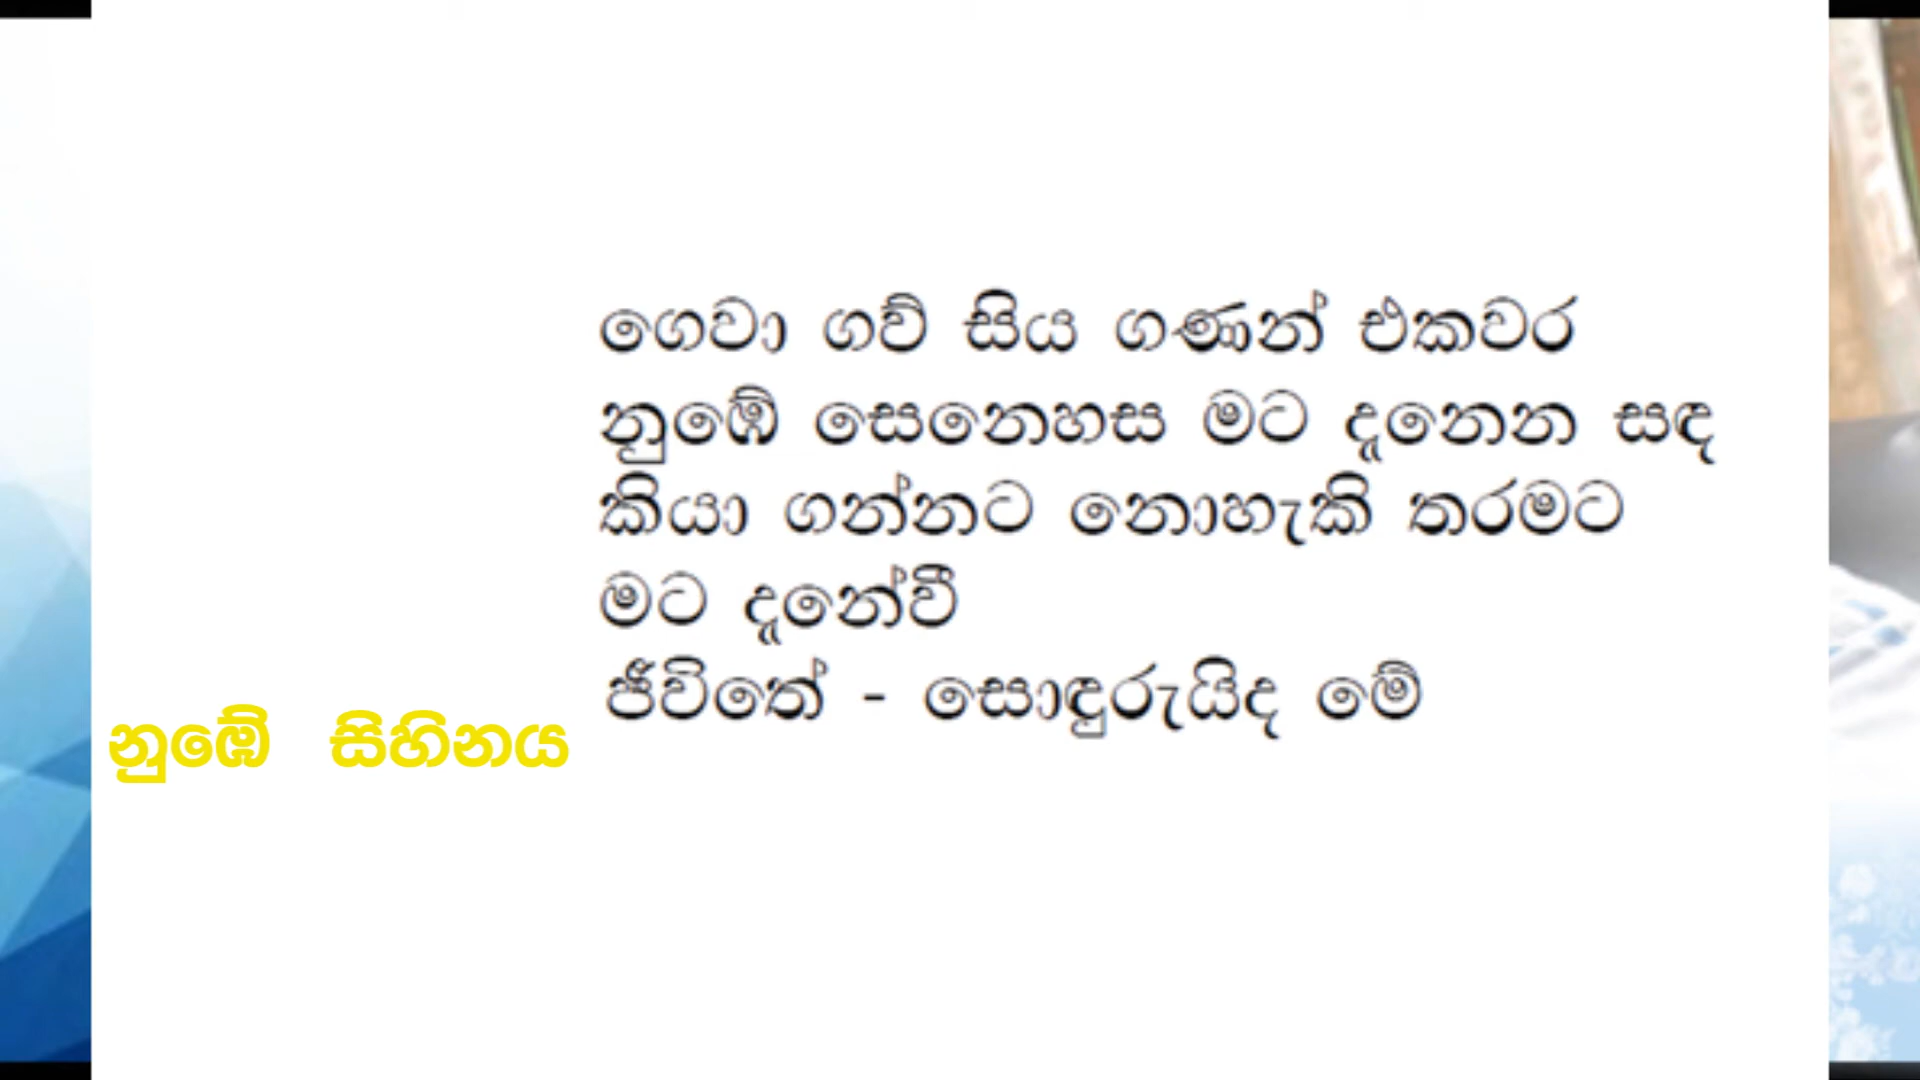 ගෙවා ගව් සිය ගණන් එකවර
නුඹේ සෙනෙහස මට දැනෙන සඳ
කියා ගන්නට නොහැකි තරමට
මට දැනේවී
ජීවිතේ - සොඳුරුයිද මේ
නුඹේ සිහිනය